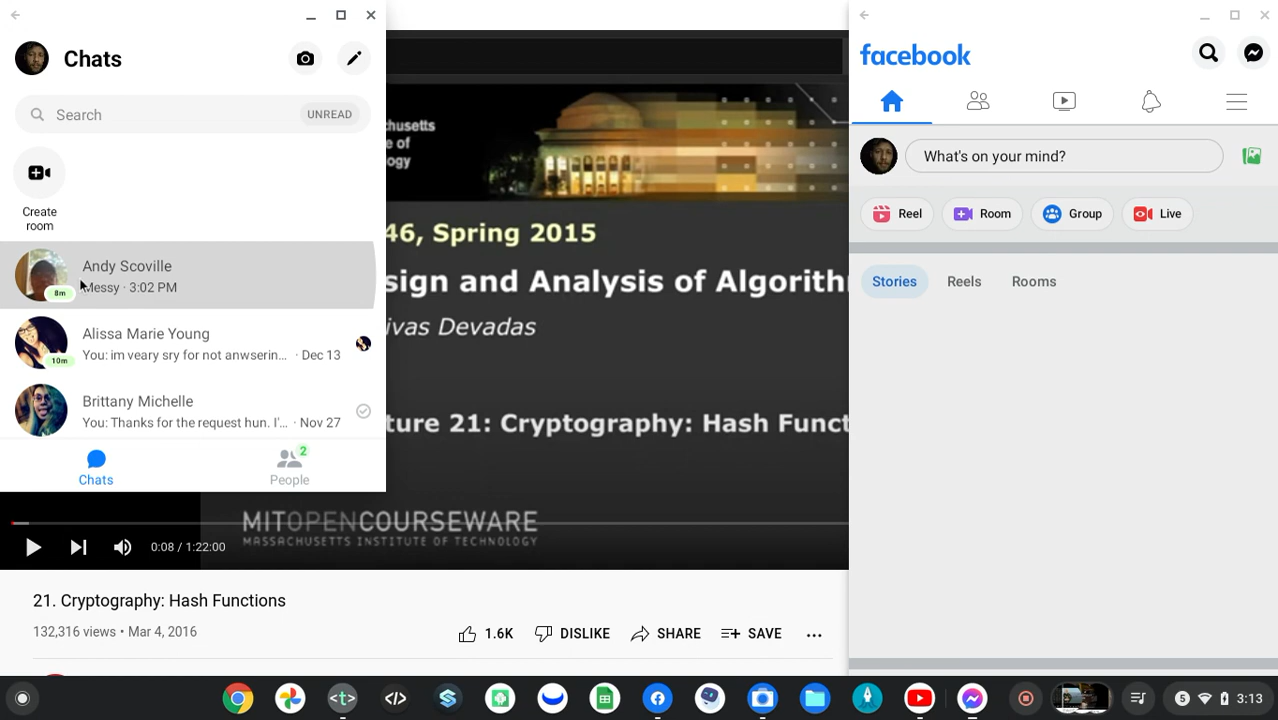 Chats
Search
UNREAD
Create
room
Andy Scoville
Messy · 3:02 PM
8m
Alissa Marie Young
You: im veary sry for not anwserin... · Dec 13
10m
Brittany Michelle
You: Thanks for the request hun. I'... · Nov 27
Chats
2
People
husetts
e of
ogy
46, Spring 2015
sign and Analysis of Algorith
ivas Devadas
ture 21: Cryptography: Hash Funct
MITOPENCOURSEWARE
MASSACHUSETTS INSTITUTE OF TECHNOLOGY
0:08 / 1:22:00
21. Cryptography: Hash Functions
132,316 views • Mar 4, 2016
1.6K
DISLIKE
SHARE
SAVE
facebook
What's on your mind?
Reel
Room
Group
Live
Stories
Reels
Rooms
5
3:13